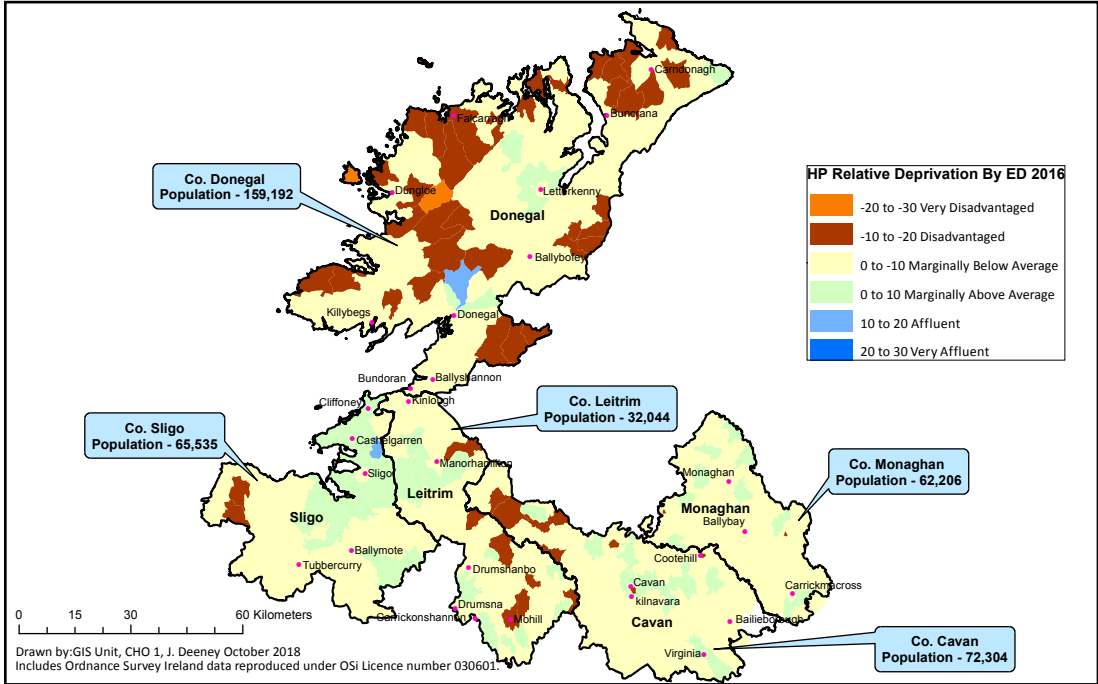 Carndonagh
Buncrana
Falcarragh
Co. Donegal
Population - 159,192
Dungloe
Letterkenny
Donegal
Ballybofey
Killybegs
Donegal
HP Relative Deprivation By ED 2016
-20 to -30 Very Disadvantaged
-10 to -20 Disadvantaged
0 to -10 Marginally Below Average
0 to 10 Marginally Above Average
10 to 20 Affluent
20 to 30 Very Affluent
Bundoran
Ballyshannon
Cliffoney
Kinlough
Co. Leitrim
Population - 32,044
Co. Sligo
Population - 65,535
Cashelgarren
Manorhamilton
Sligo
Leitrim
Sligo
Co. Monaghan
Population - 62,206
Monaghan
Monaghan
Ballybay
Ballymote
Tubbercurry
Drumshanbo
Cootehill
Cavan
kilnavara
Carrickmacross
Drumsna
Carrickonshannon
Mohill
Cavan
Bailieborough
Virginia
Co. Cavan
Population - 72,304
0 15 30 60 Kilometers
Drawn by:GIS Unit, CHO 1, J. Deeney October 2018
Includes Ordnance Survey Ireland data reproduced under OSi Licence number 030601.